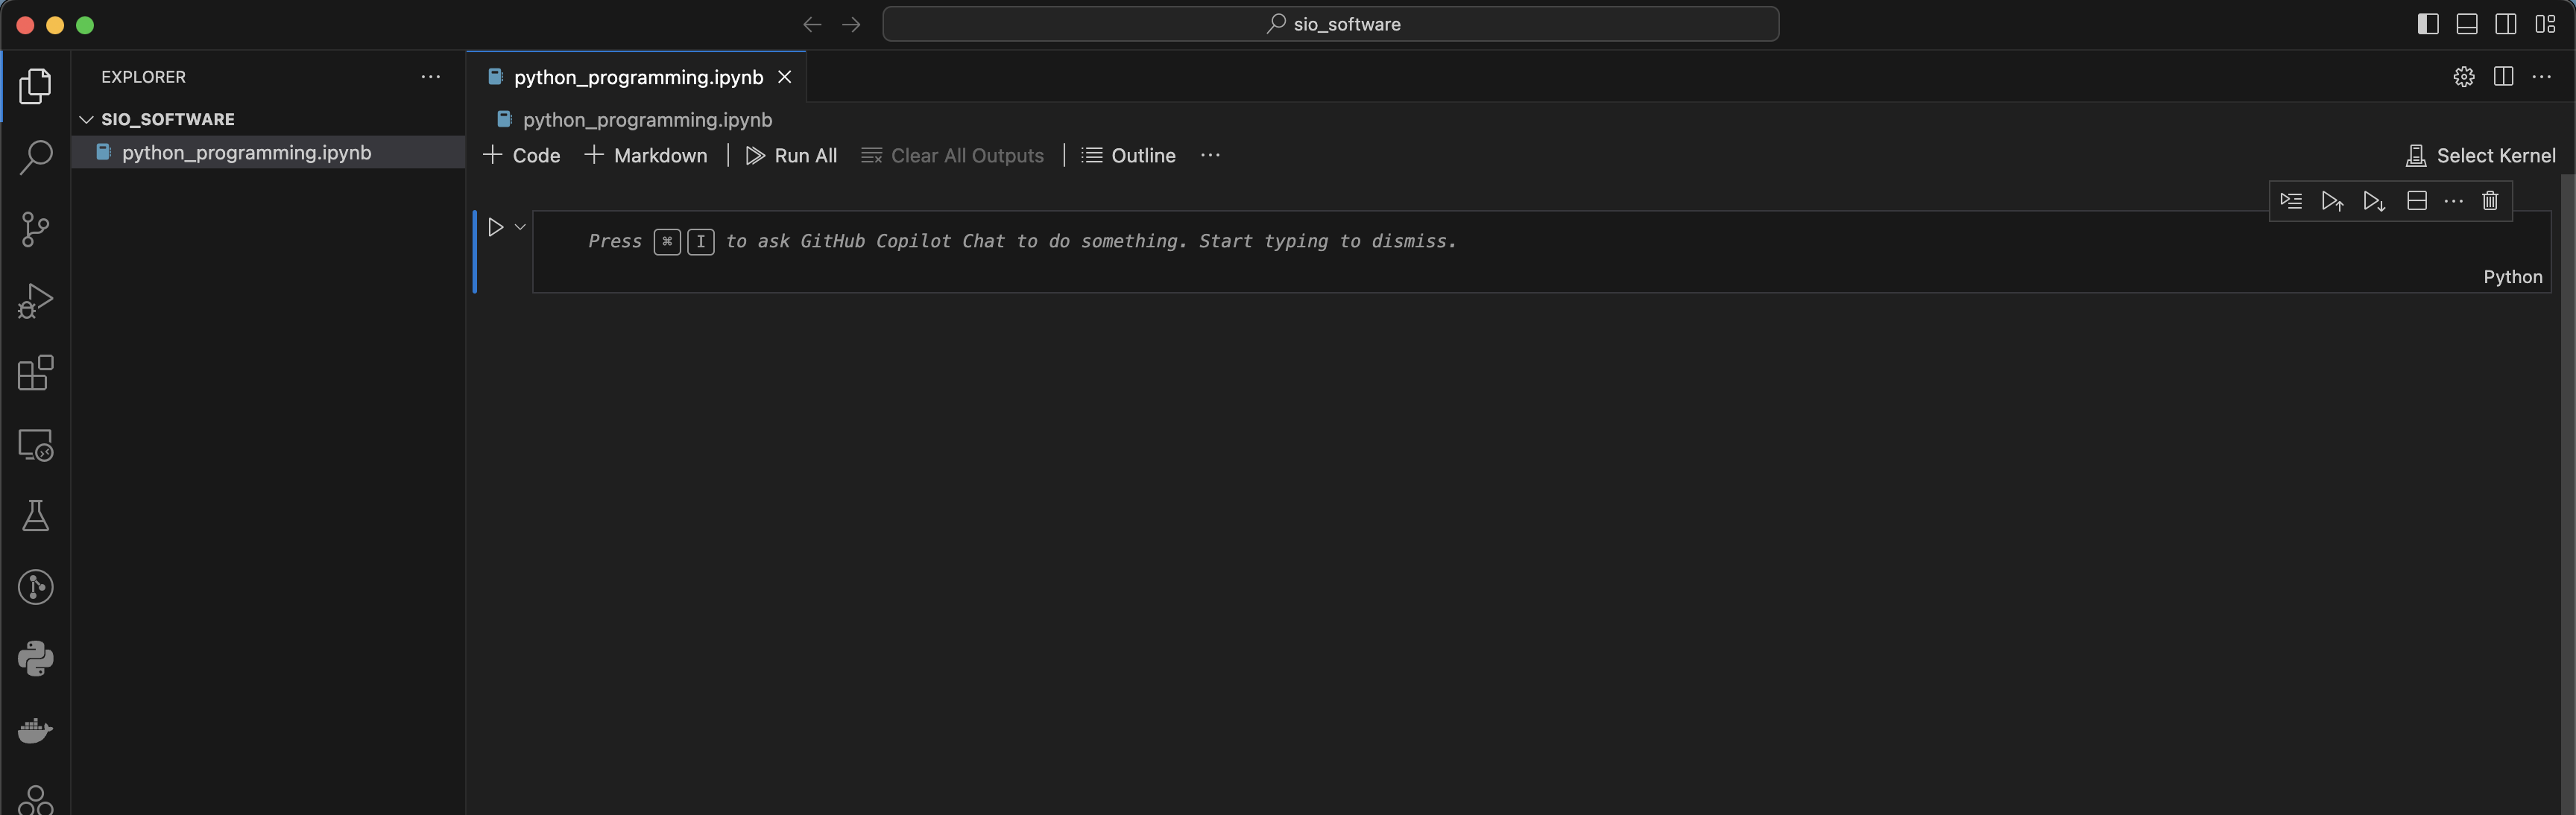 sio_software
EXPLORER
SIO_SOFTWARE
python_programming.ipynb
python_programming.ipynb
python_programming.ipynb
Code Markdown Run All Clear All Outputs Outline Select Kernel
Press ⌘ I to ask GitHub Copilot Chat to do something. Start typing to dismiss.
Python